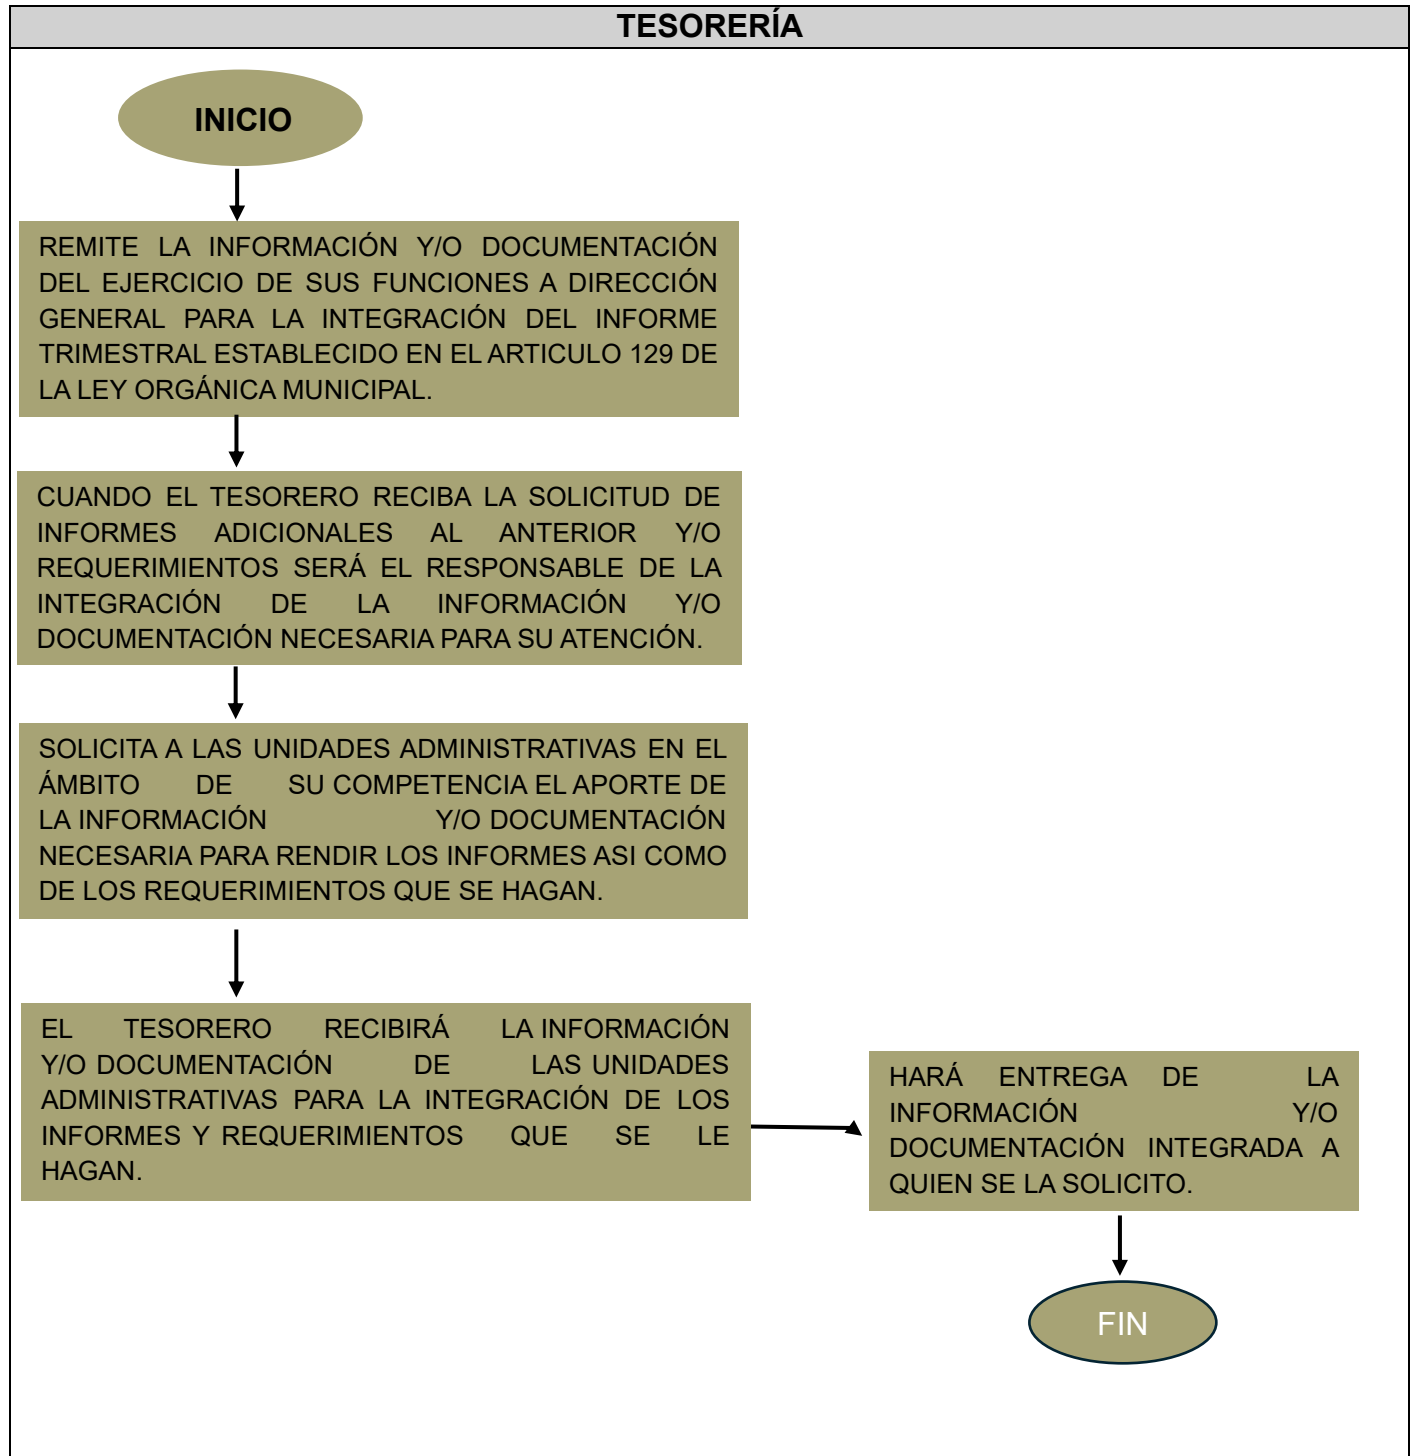 TESORERÍA
INICIO
REMITE LA INFORMACIÓN Y/O DOCUMENTACIÓN
DEL EJERCICIO DE SUS FUNCIONES A DIRECCIÓN
GENERAL PARA LA INTEGRACIÓN DEL INFORME
TRIMESTRAL ESTABLECIDO EN EL ARTICULO 129 DE
LA LEY ORGÁNICA MUNICIPAL.
CUANDO EL TESORERO RECIBA LA SOLICITUD DE
INFORMES ADICIONALES AL ANTERIOR Y/O
REQUERIMIENTOS SERÁ EL RESPONSABLE DE LA
INTEGRACIÓN DE LA INFORMACIÓN Y/O
DOCUMENTACIÓN NECESARIA PARA SU ATENCIÓN.
SOLICITA A LAS UNIDADES ADMINISTRATIVAS EN EL
ÁMBITO DE SU COMPETENCIA EL APORTE DE
LA INFORMACIÓN Y/O DOCUMENTACIÓN
NECESARIA PARA RENDIR LOS INFORMES ASI COMO
DE LOS REQUERIMIENTOS QUE SE HAGAN.
EL TESORERO RECIBIRÁ LA INFORMACIÓN
Y/O DOCUMENTACIÓN DE LAS UNIDADES
ADMINISTRATIVAS PARA LA INTEGRACIÓN DE LOS
INFORMES Y REQUERIMIENTOS QUE SE LE
HAGAN.
HARÁ ENTREGA DE LA
INFORMACIÓN Y/O
DOCUMENTACIÓN INTEGRADA A
QUIEN SE LA SOLICITO.
FIN